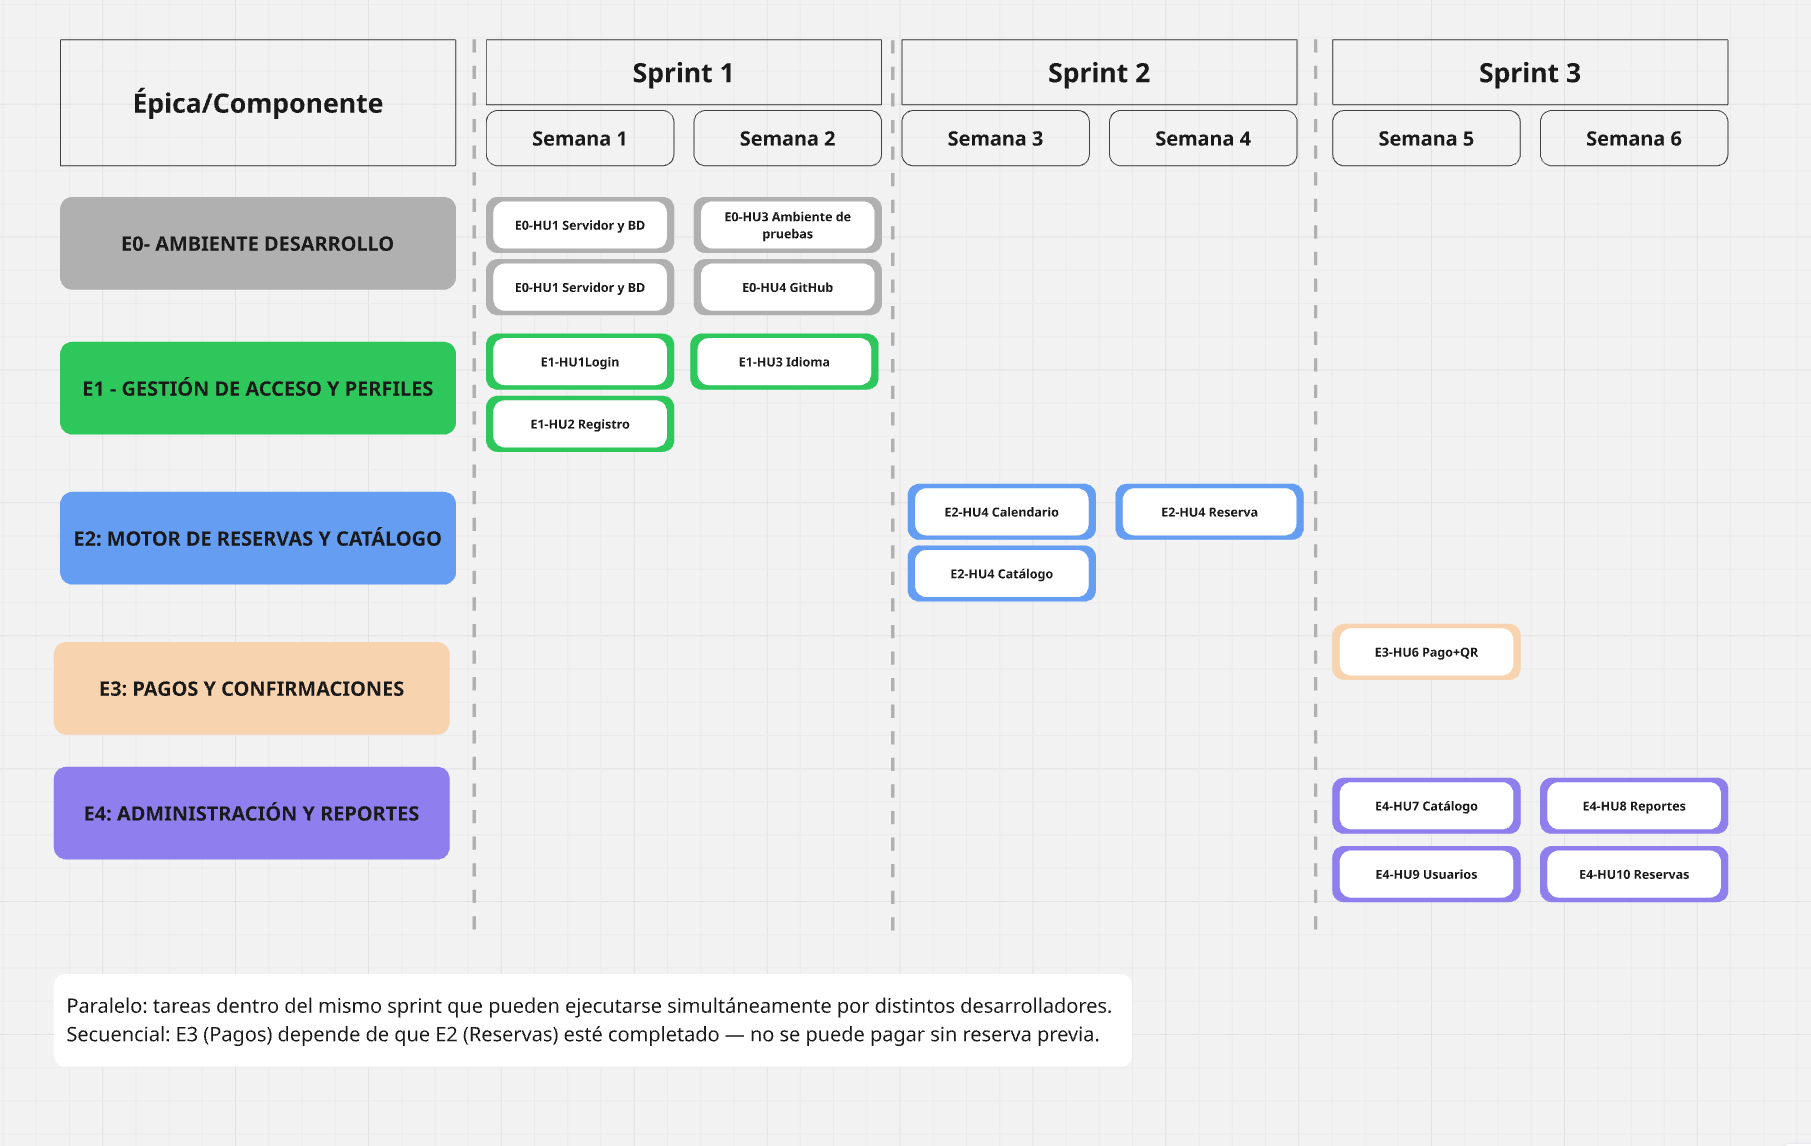 Épica/Componente
Sprint 1
Sprint 2
Sprint 3
Semana 1
Semana 2
Semana 3
Semana 4
Semana 5
Semana 6
E0- AMBIENTE DESARROLLO
E0-HU1 Servidor y BD
E0-HU3 Ambiente de
pruebas
E0-HU1 Servidor y BD
E0-HU4 GitHub
E1 - GESTIÓN DE ACCESO Y PERFILES
E1-HU1Login
E1-HU3 Idioma
E1-HU2 Registro
E2: MOTOR DE RESERVAS Y CATÁLOGO
E2-HU4 Calendario
E2-HU4 Reserva
E2-HU4 Catálogo
E3: PAGOS Y CONFIRMACIONES
E3-HU6 Pago+QR
E4: ADMINISTRACIÓN Y REPORTES
E4-HU7 Catálogo
E4-HU8 Reportes
E4-HU9 Usuarios
E4-HU10 Reservas
Paralelo: tareas dentro del mismo sprint que pueden ejecutarse simultáneamente por distintos desarrolladores.
Secuencial: E3 (Pagos) depende de que E2 (Reservas) esté completado — no se puede pagar sin reserva previa.